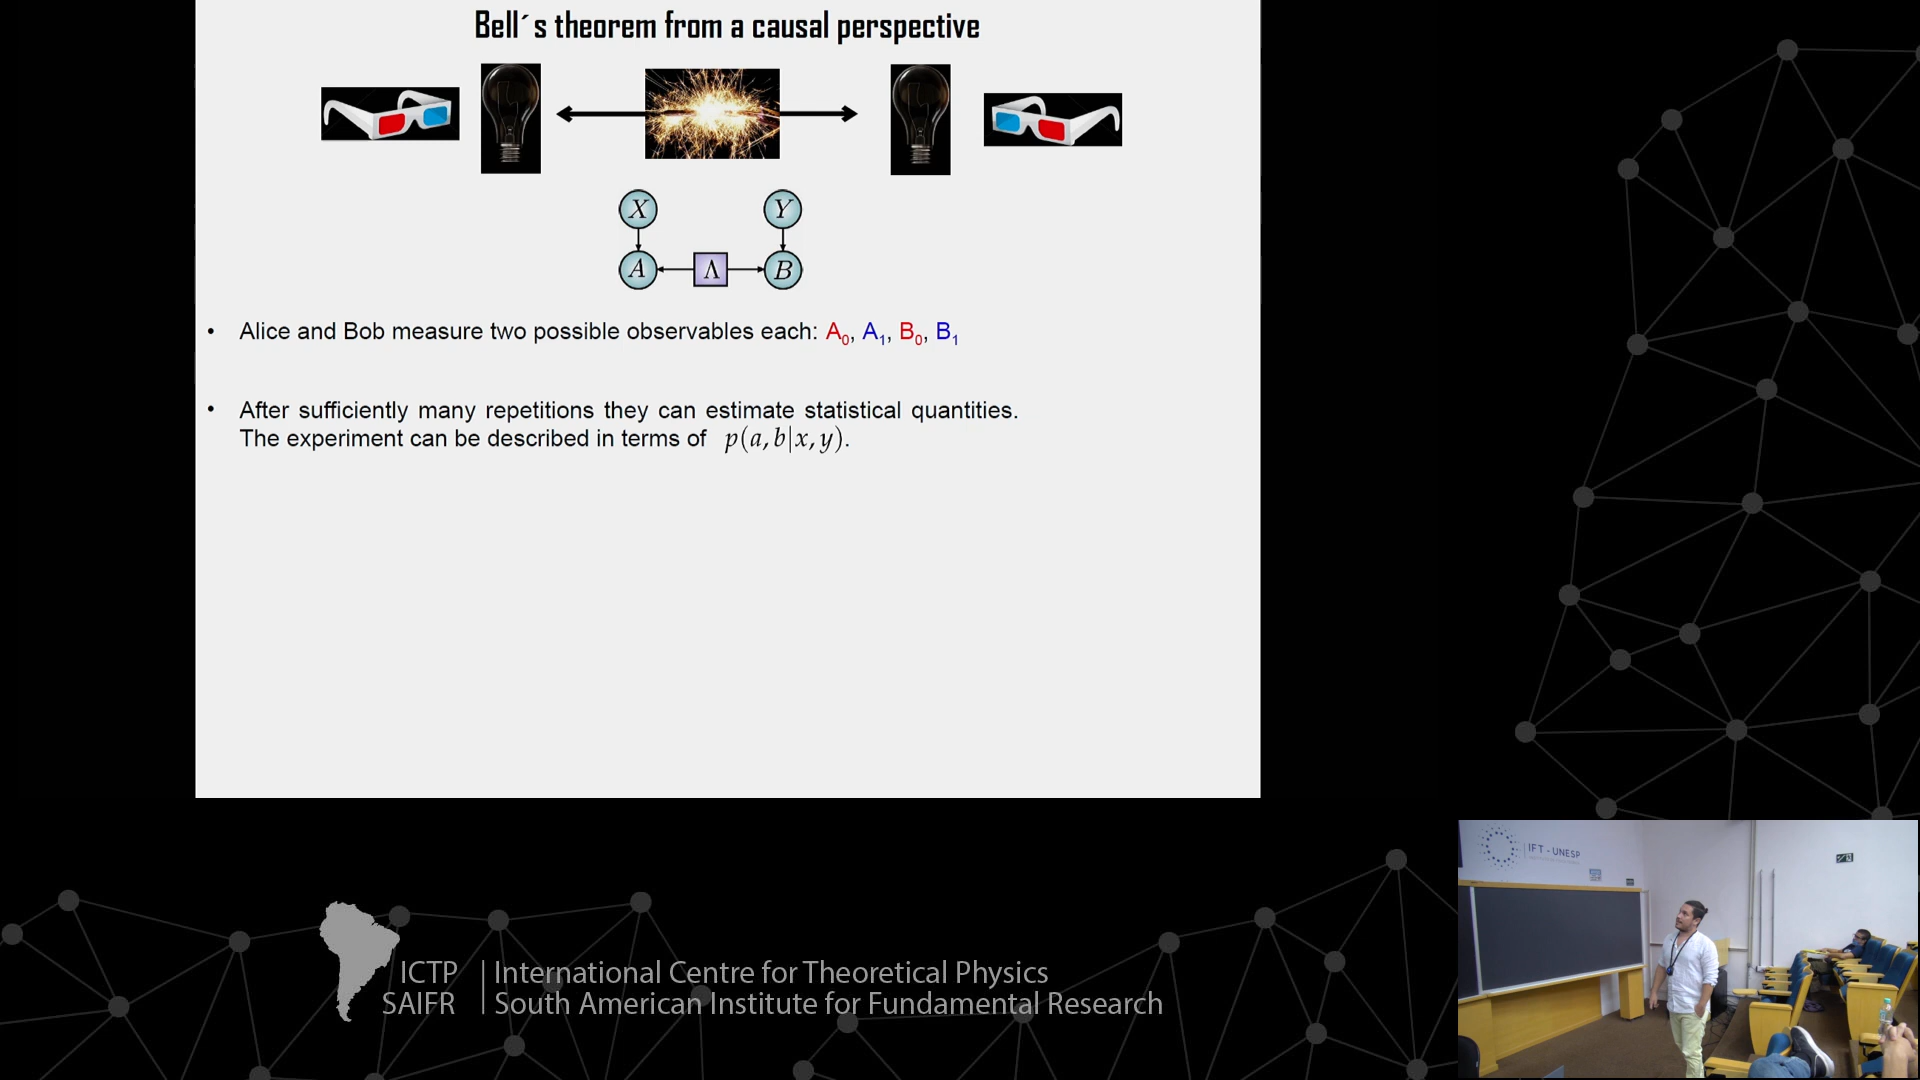 Bell´s theorem from a causal perspective
X Y
A Λ B
• Alice and Bob measure two possible observables each: A₀, A₁, B₀, B₁
• After sufficiently many repetitions they can estimate statistical quantities.
The experiment can be described in terms of p(a,b|x,y).
IFT - UNESP
ICTP | International Centre for Theoretical Physics
SAIFR | South American Institute for Fundamental Research